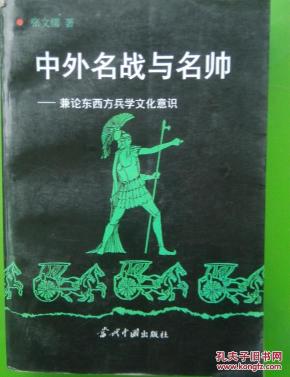 张文儒 著
中外名战与名帅
——兼论东西方兵学文化意识
当代中国出版社
孔夫子旧书网